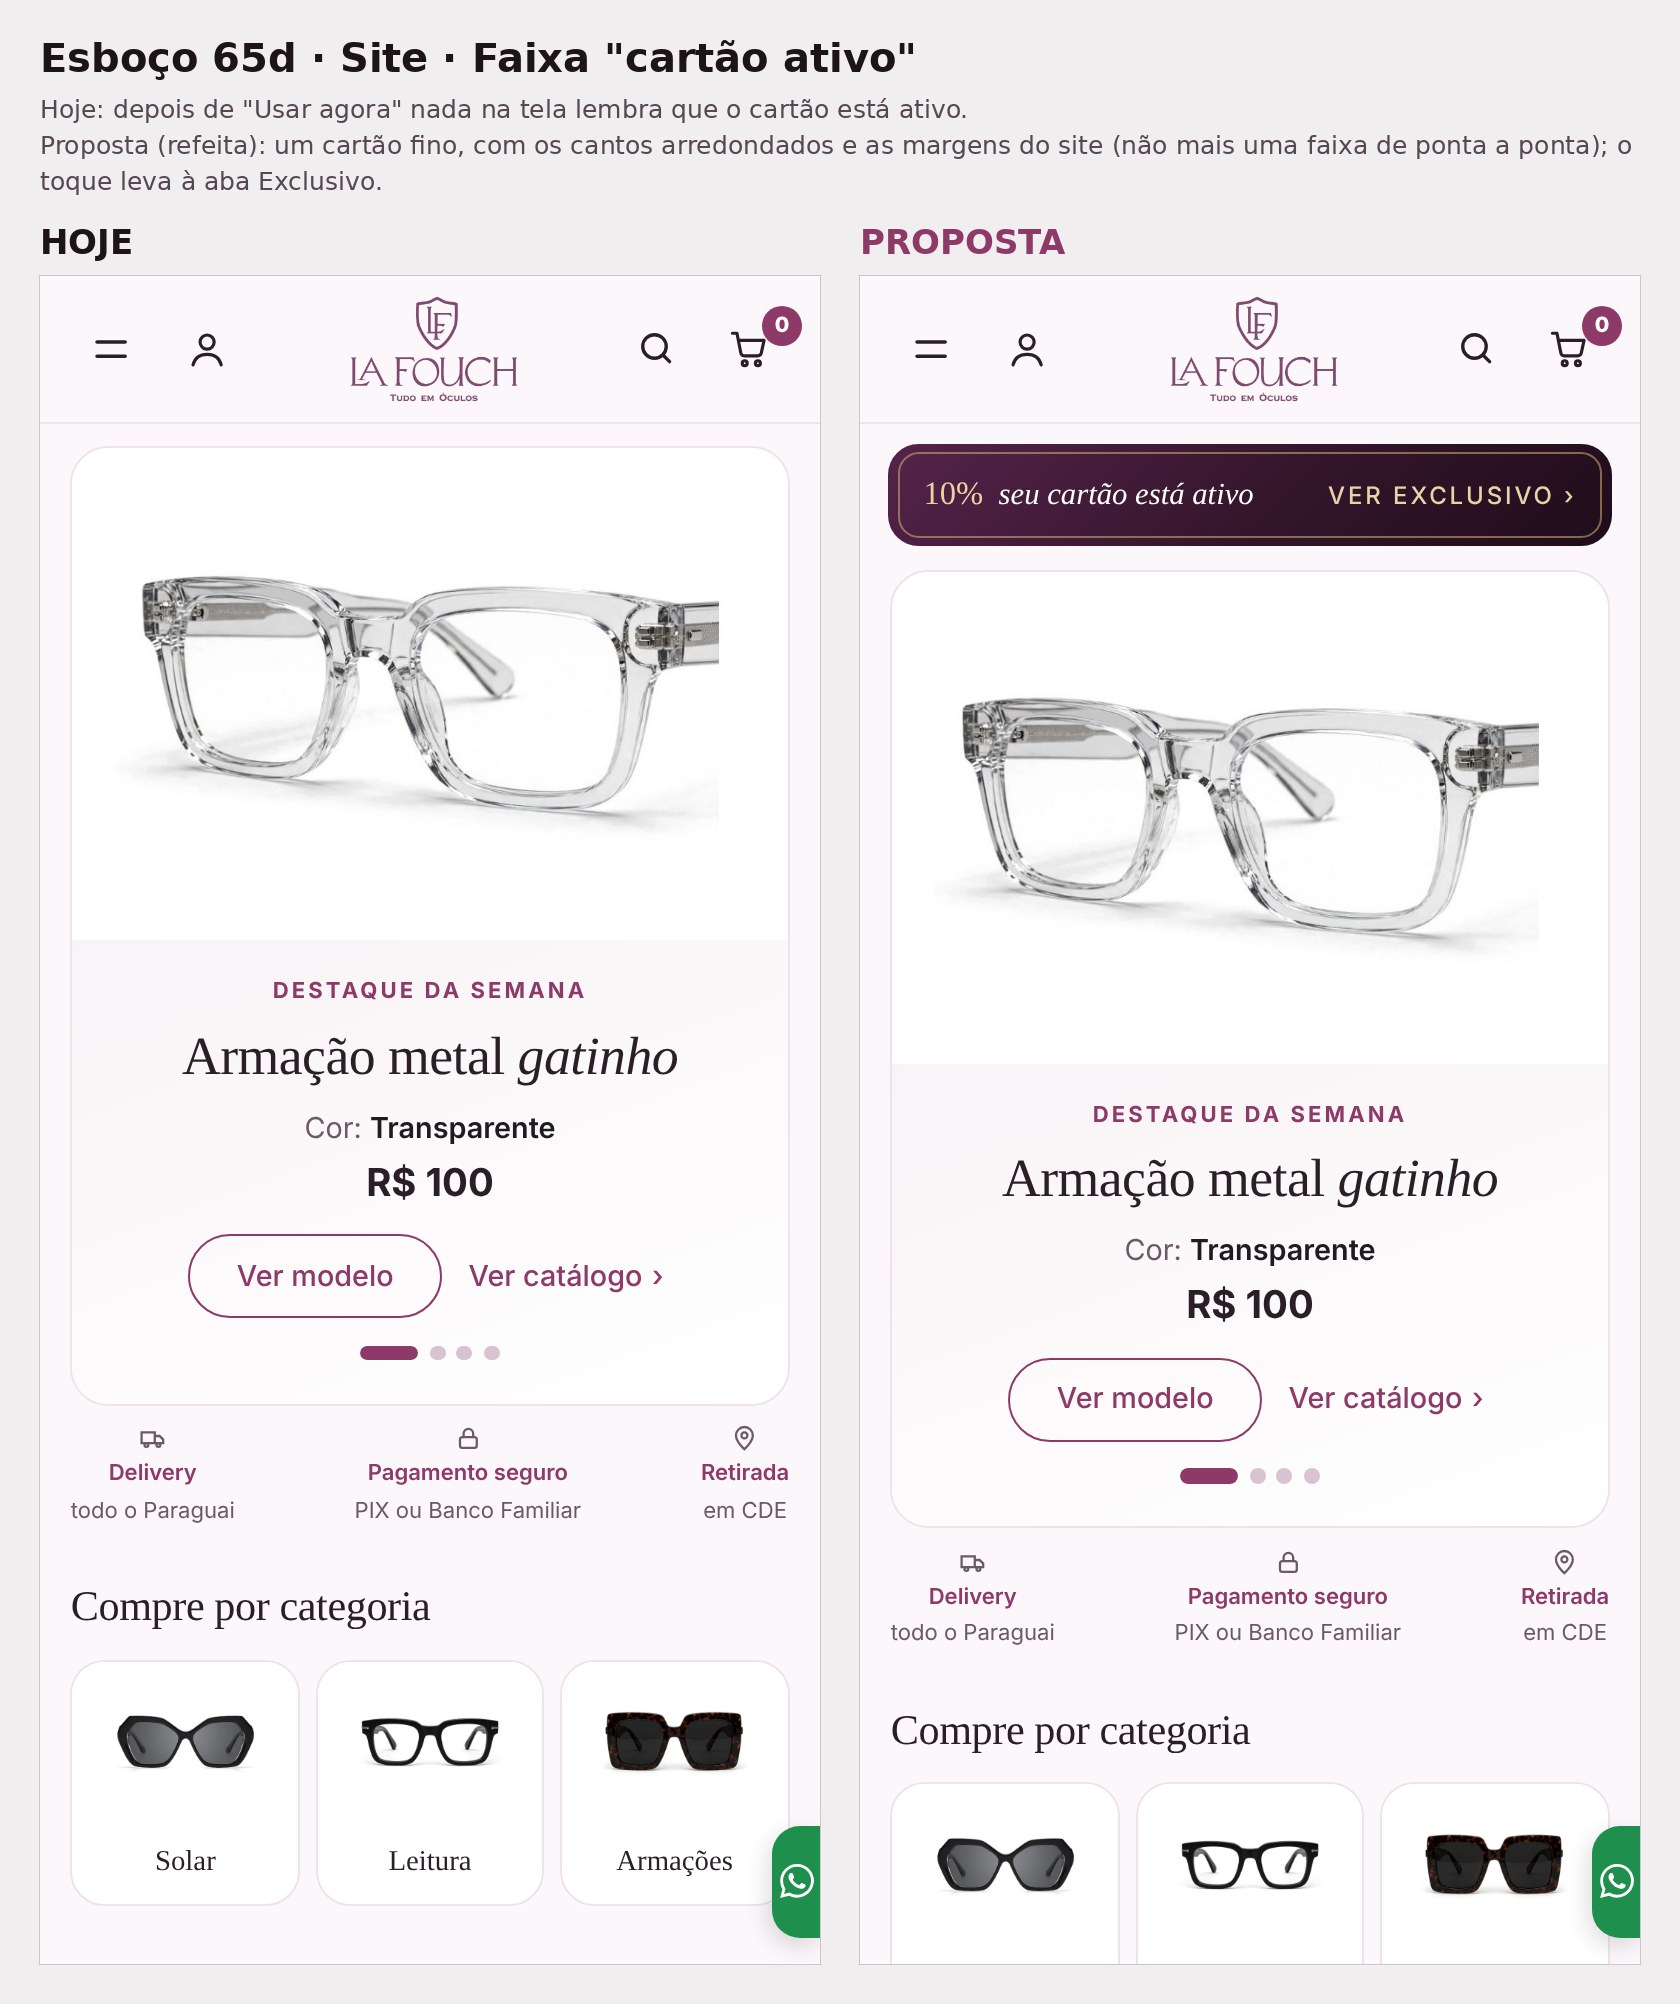 Esboço 65d · Site · Faixa "cartão ativo"
Hoje: depois de "Usar agora" nada na tela lembra que o cartão está ativo.
Proposta (refeita): um cartão fino, com os cantos arredondados e as margens do site (não mais uma faixa de ponta a ponta); o
toque leva à aba Exclusivo.
HOJE
LF
LA FOUCH
Tudo em Óculos
0
DESTAQUE DA SEMANA
Armação metal gatinho
Cor: Transparente
R$ 100
Ver modelo
Ver catálogo ›
Delivery
todo o Paraguai
Pagamento seguro
PIX ou Banco Familiar
Retirada
em CDE
Compre por categoria
Solar
Leitura
Armações
PROPOSTA
LF
LA FOUCH
Tudo em Óculos
0
10% seu cartão está ativo
VER EXCLUSIVO ›
DESTAQUE DA SEMANA
Armação metal gatinho
Cor: Transparente
R$ 100
Ver modelo
Ver catálogo ›
Delivery
todo o Paraguai
Pagamento seguro
PIX ou Banco Familiar
Retirada
em CDE
Compre por categoria